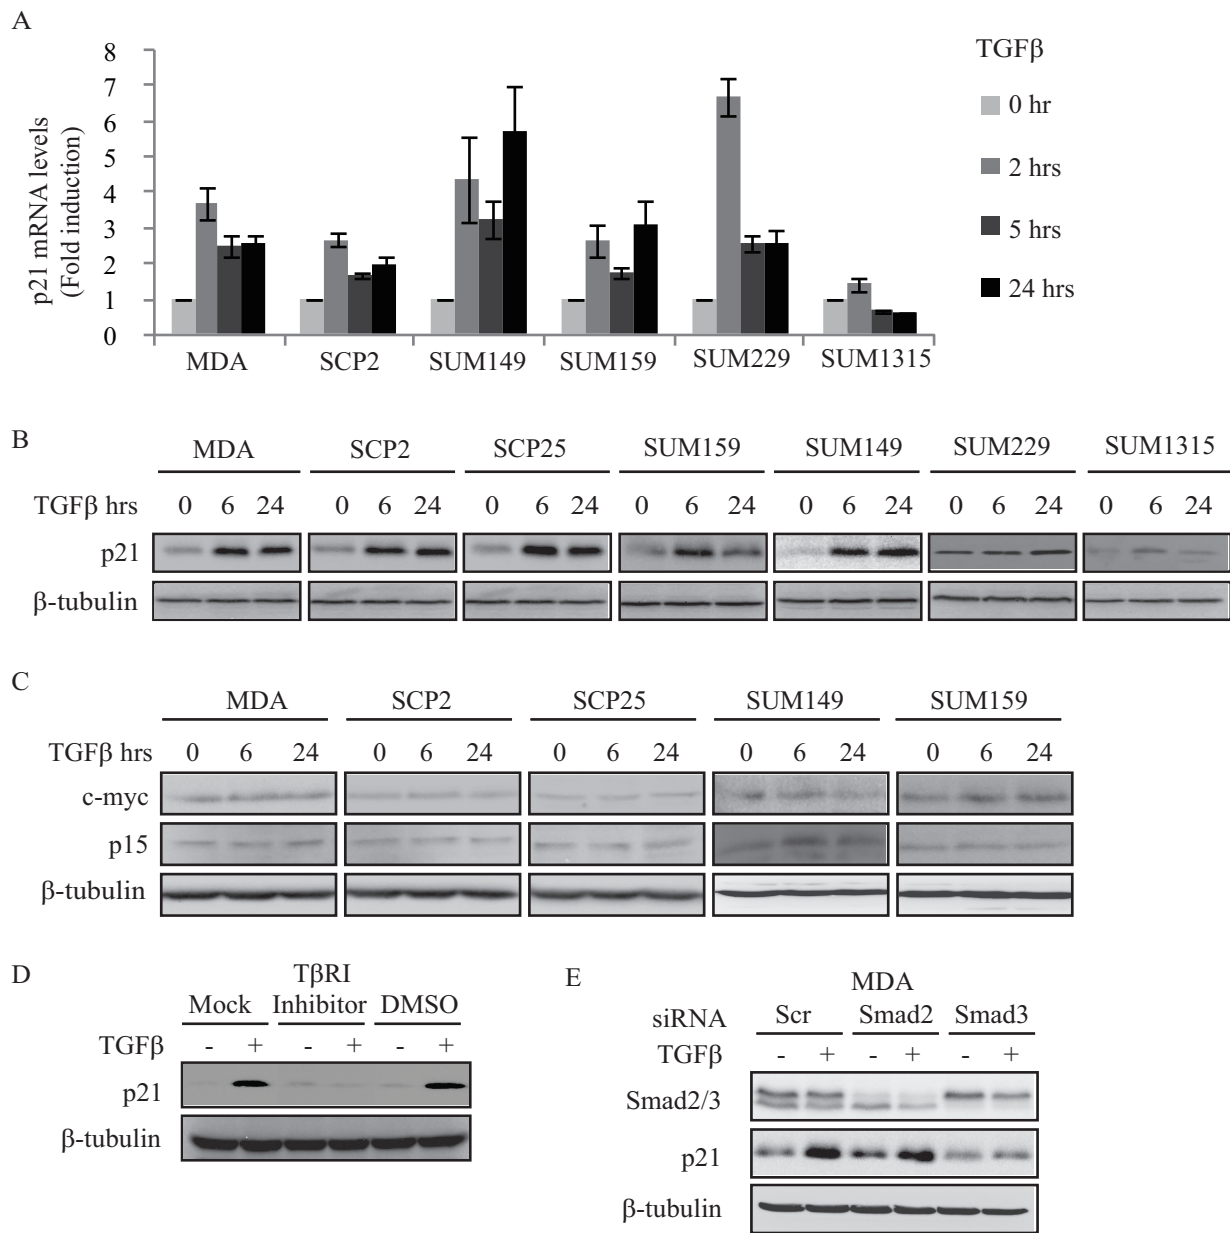 A
p21 mRNA levels
(Fold induction)
8
7
6
5
4
3
2
1
0
MDA SCP2 SUM149 SUM159 SUM229 SUM1315
TGFβ
0 hr
2 hrs
5 hrs
24 hrs
B
MDA SCP2 SCP25 SUM159 SUM149 SUM229 SUM1315
TGFβ hrs 0 6 24 0 6 24 0 6 24 0 6 24 0 6 24 0 6 24 0 6 24
p21
β-tubulin
C
MDA SCP2 SCP25 SUM149 SUM159
TGFβ hrs 0 6 24 0 6 24 0 6 24 0 6 24 0 6 24
c-myc
p15
β-tubulin
D
TβRI
Mock Inhibitor DMSO
TGFβ - + - + - +
p21
β-tubulin
E
MDA
siRNA Scr Smad2 Smad3
TGFβ - + - + - +
Smad2/3
p21
β-tubulin